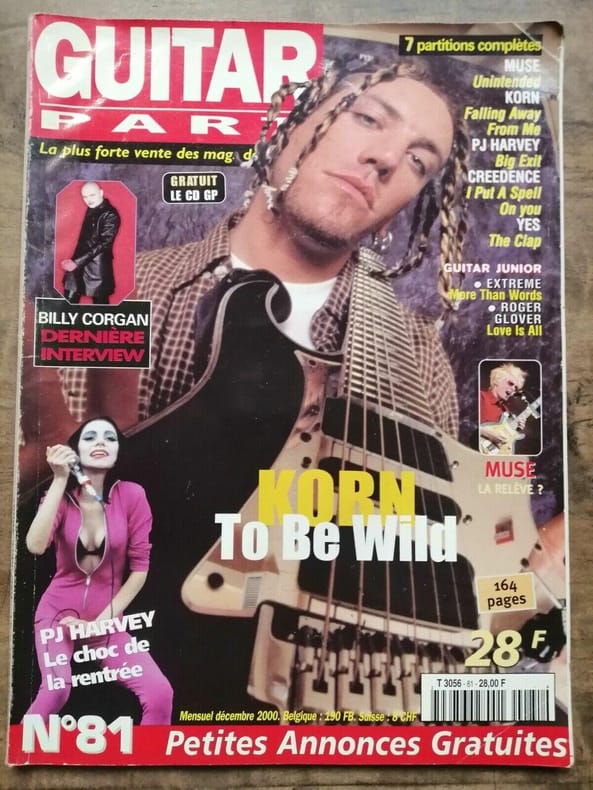 GUITAR
PART
La plus forte vente des mag. d
GRATUIT
LE CD GP
7 partitions complètes
MUSE
Unintended
KORN
Falling Away
From Me
PJ HARVEY
Big Exit
CREEDENCE
I Put A Spell
On you
YES
The Clap
GUITAR JUNIOR
• EXTREME
More Than Words
• ROGER
GLOVER
Love Is All
BILLY CORGAN
DERNIÈRE
INTERVIEW
MUSE
LA RELÈVE ?
KORN
To Be Wild
164
pages
PJ HARVEY
Le choc de
la rentrée
28 F
T 3056 - 81 - 28,00 F
Mensuel décembre 2000. Belgique : 190 FB. Suisse : 8 CHF
N°81
Petites Annonces Gratuites